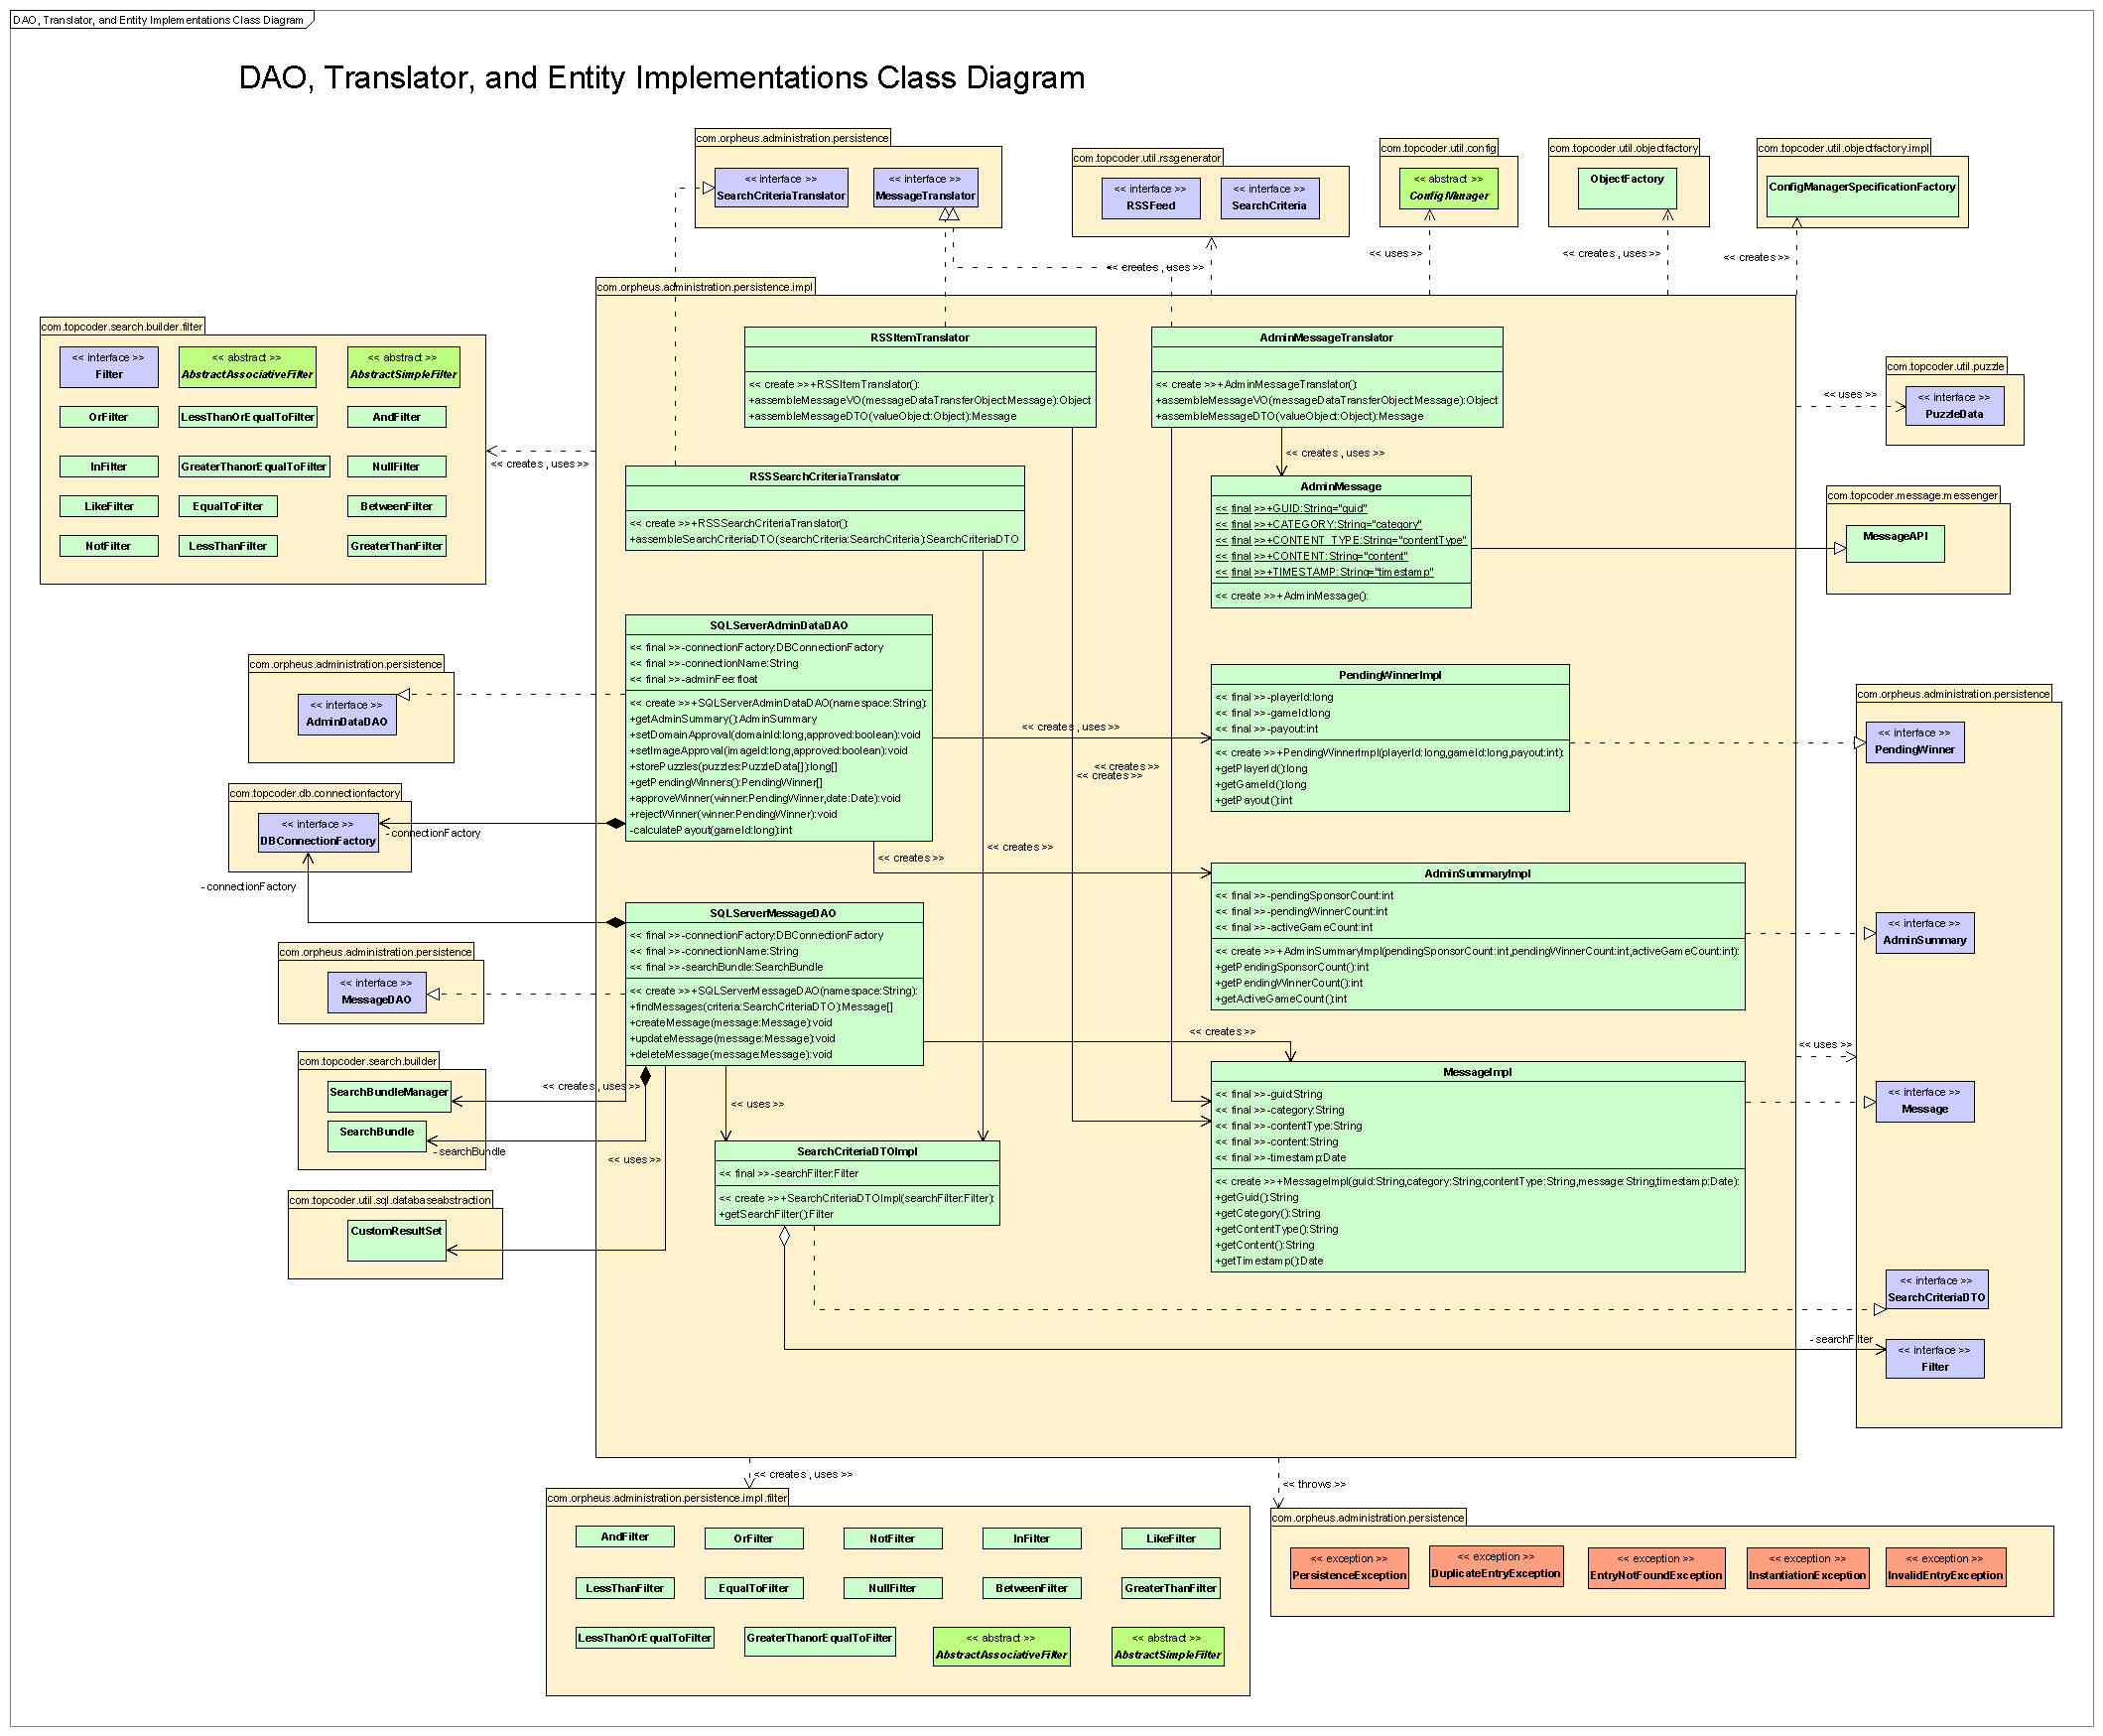 DAO, Translator, and Entity Implementations Class Diagram
DAO, Translator, and Entity Implementations Class Diagram
com.orpheus.administration.persistence
<< interface >>
SearchCriteriaTranslator
<< interface >>
MessageTranslator
com.topcoder.util.rssgenerator
<< interface >>
RSSFeed
<< interface >>
SearchCriteria
com.topcoder.util.config
<< abstract >>
ConfigManager
com.topcoder.util.objectfactory
ObjectFactory
com.topcoder.util.objectfactory.impl
ConfigManagerSpecificationFactory
<< creates , uses >>
<< uses >>
<< creates , uses >>
<< creates >>
com.orpheus.administration.persistence.impl
com.topcoder.search.builder.filter
<< interface >>
Filter
<< abstract >>
AbstractAssociativeFilter
<< abstract >>
AbstractSimpleFilter
OrFilter
LessThanOrEqualToFilter
AndFilter
InFilter
GreaterThanorEqualToFilter
NullFilter
LikeFilter
EqualToFilter
BetweenFilter
NotFilter
LessThanFilter
GreaterThanFilter
<< creates , uses >>
RSSItemTranslator
<< create >>+RSSItemTranslator():
+assembleMessageVO(messageDataTransferObject:Message):Object
+assembleMessageDTO(valueObject:Object):Message
AdminMessageTranslator
<< create >>+AdminMessageTranslator():
+assembleMessageVO(messageDataTransferObject:Message):Object
+assembleMessageDTO(valueObject:Object):Message
<< creates , uses >>
com.topcoder.util.puzzle
<< interface >>
PuzzleData
<< uses >>
RSSSearchCriteriaTranslator
<< create >>+RSSSearchCriteriaTranslator():
+assembleSearchCriteriaDTO(searchCriteria:SearchCriteria):SearchCriteriaDTO
AdminMessage
<< final >>+GUID:String="guid"
<< final >>+CATEGORY:String="category"
<< final >>+CONTENT_TYPE:String="contentType"
<< final >>+CONTENT:String="content"
<< final >>+TIMESTAMP:String="timestamp"
<< create >>+AdminMessage():
com.topcoder.message.messenger
MessageAPI
SQLServerAdminDataDAO
<< final >>-connectionFactory:DBConnectionFactory
<< final >>-connectionName:String
<< final >>-adminFee:float
<< create >>+SQLServerAdminDataDAO(namespace:String):
+getAdminSummary():AdminSummary
+setDomainApproval(domainId:long,approved:boolean):void
+setImageApproval(imageId:long,approved:boolean):void
+storePuzzles(puzzles:PuzzleData[]):long[]
+getPendingWinners():PendingWinner[]
+approveWinner(winner:PendingWinner,date:Date):void
+rejectWinner(winner:PendingWinner):void
-calculatePayout(gameId:long):int
com.orpheus.administration.persistence
<< interface >>
AdminDataDAO
com.topcoder.db.connectionfactory
<< interface >>
DBConnectionFactory
- connectionFactory
- connectionFactory
<< creates , uses >>
<< creates >>
<< creates >>
<< creates >>
<< creates >>
PendingWinnerImpl
<< final >>-playerId:long
<< final >>-gameId:long
<< final >>-payout:int
<< create >>+PendingWinnerImpl(playerId:long,gameId:long,payout:int):
+getPlayerId():long
+getGameId():long
+getPayout():int
com.orpheus.administration.persistence
<< interface >>
PendingWinner
<< interface >>
AdminSummary
<< uses >>
<< interface >>
Message
<< interface >>
SearchCriteriaDTO
- searchFilter
<< interface >>
Filter
AdminSummaryImpl
<< final >>-pendingSponsorCount:int
<< final >>-pendingWinnerCount:int
<< final >>-activeGameCount:int
<< create >>+AdminSummaryImpl(pendingSponsorCount:int,pendingWinnerCount:int,activeGameCount:int):
+getPendingSponsorCount():int
+getPendingWinnerCount():int
+getActiveGameCount():int
SQLServerMessageDAO
<< final >>-connectionFactory:DBConnectionFactory
<< final >>-connectionName:String
<< final >>-searchBundle:SearchBundle
<< create >>+SQLServerMessageDAO(namespace:String):
+findMessages(criteria:SearchCriteriaDTO):Message[]
+createMessage(message:Message):void
+updateMessage(message:Message):void
+deleteMessage(message:Message):void
com.orpheus.administration.persistence
<< interface >>
MessageDAO
<< creates >>
com.topcoder.search.builder
SearchBundleManager
SearchBundle
<< creates , uses >>
- searchBundle
<< uses >>
<< uses >>
com.topcoder.util.sql.databaseabstraction
CustomResultSet
SearchCriteriaDTOImpl
<< final >>-searchFilter:Filter
<< create >>+SearchCriteriaDTOImpl(searchFilter:Filter):
+getSearchFilter():Filter
MessageImpl
<< final >>-guid:String
<< final >>-category:String
<< final >>-contentType:String
<< final >>-content:String
<< final >>-timestamp:Date
<< create >>+MessageImpl(guid:String,category:String,contentType:String,message:String,timestamp:Date):
+getGuid():String
+getCategory():String
+getContentType():String
+getContent():String
+getTimestamp():Date
<< creates , uses >>
<< throws >>
com.orpheus.administration.persistence.impl.filter
AndFilter
OrFilter
NotFilter
InFilter
LikeFilter
LessThanFilter
EqualToFilter
NullFilter
BetweenFilter
GreaterThanFilter
LessThanOrEqualToFilter
GreaterThanorEqualToFilter
<< abstract >>
AbstractAssociativeFilter
<< abstract >>
AbstractSimpleFilter
com.orpheus.administration.persistence
<< exception >>
PersistenceException
<< exception >>
DuplicateEntryException
<< exception >>
EntryNotFoundException
<< exception >>
InstantiationException
<< exception >>
InvalidEntryException